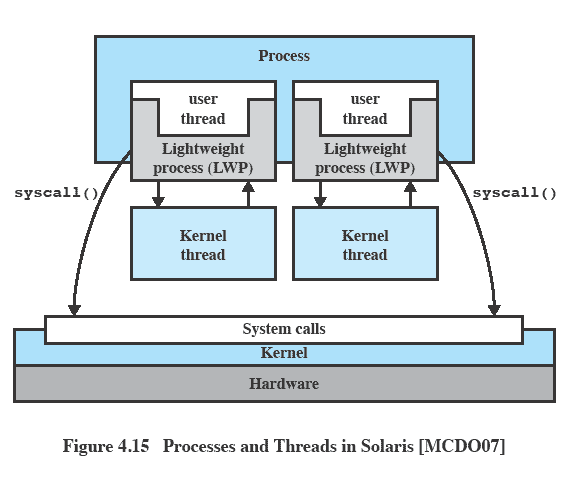 Process
user
thread
user
thread
Lightweight
process (LWP)
Lightweight
process (LWP)
syscall()
syscall()
Kernel
thread
Kernel
thread
System calls
Kernel
Hardware
Figure 4.15 Processes and Threads in Solaris [MCDO07]